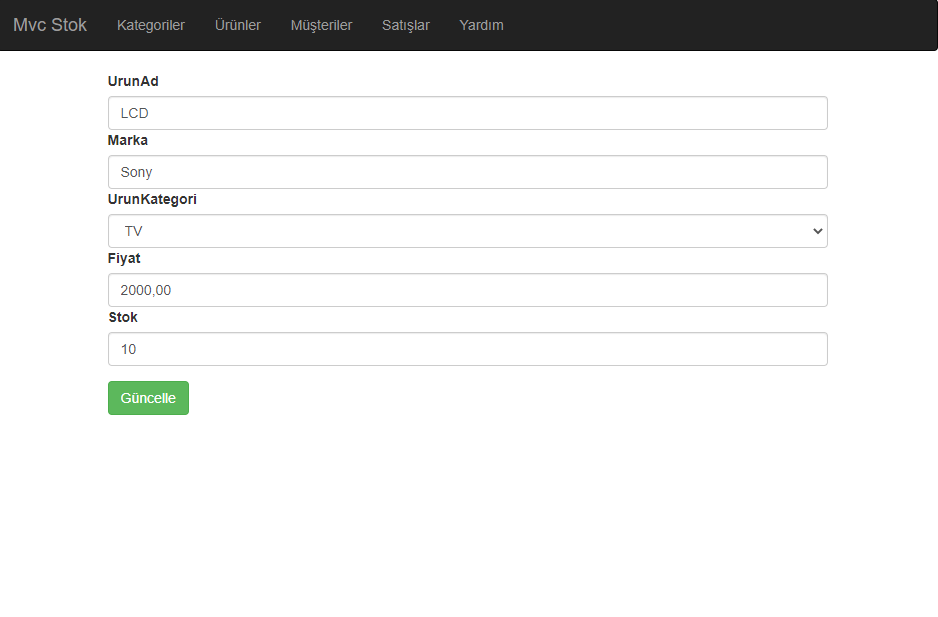 Mvc Stok Kategoriler Ürünler Müşteriler Satışlar Yardım
UrunAd
LCD
Marka
Sony
UrunKategori
TV
Fiyat
2000,00
Stok
10
Güncelle